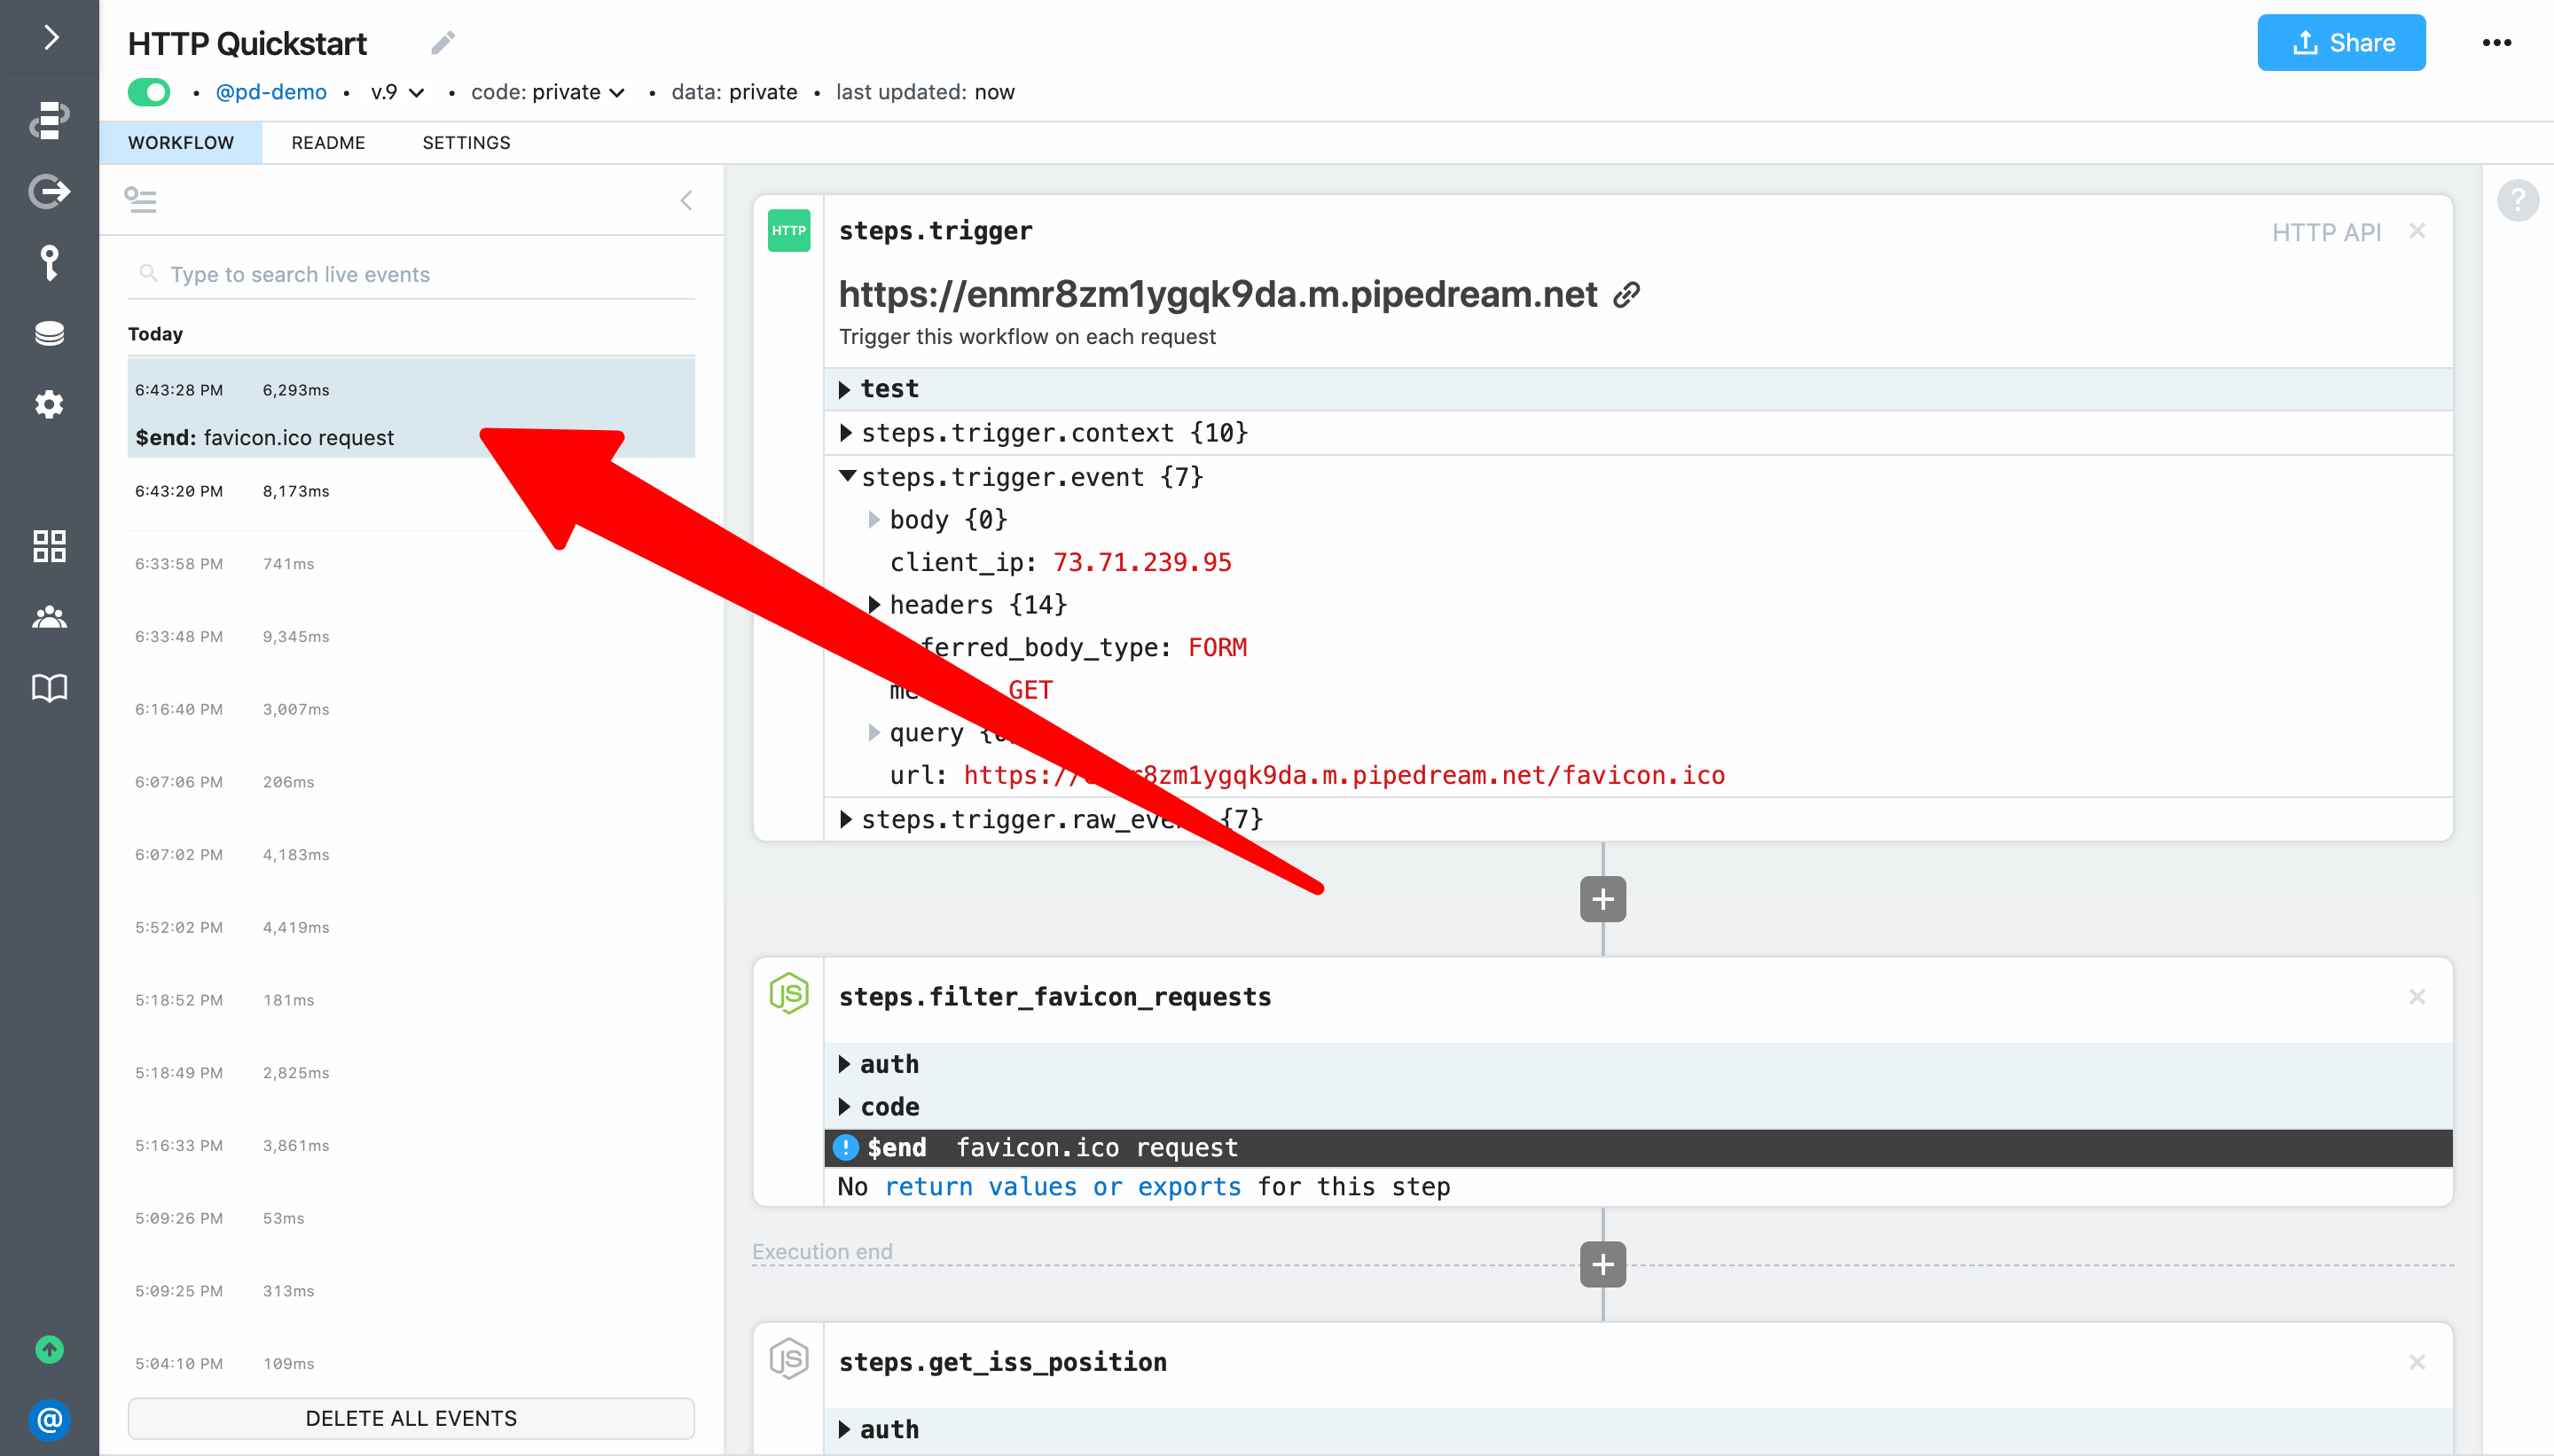 HTTP Quickstart
Share
@pd-demo • v.9 • code: private • data: private • last updated: now
WORKFLOW README SETTINGS
Type to search live events
Today
6:43:28 PM 6,293ms
$end: favicon.ico request
6:43:20 PM 8,173ms
6:33:58 PM 741ms
6:33:48 PM 9,345ms
6:16:40 PM 3,007ms
6:07:06 PM 206ms
6:07:02 PM 4,183ms
5:52:02 PM 4,419ms
5:18:52 PM 181ms
5:18:49 PM 2,825ms
5:16:33 PM 3,861ms
5:09:26 PM 53ms
5:09:25 PM 313ms
5:04:10 PM 109ms
DELETE ALL EVENTS
HTTP
steps.trigger
HTTP API
https://enmr8zm1ygqk9da.m.pipedream.net
Trigger this workflow on each request
test
steps.trigger.context {10}
steps.trigger.event {7}
body {0}
client_ip: 73.71.239.95
headers {14}
ferred_body_type: FORM
GET
query
url: https://enmr8zm1ygqk9da.m.pipedream.net/favicon.ico
steps.trigger.raw_event {7}
JS
steps.filter_favicon_requests
auth
code
! $end favicon.ico request
No return values or exports for this step
Execution end
JS
steps.get_iss_position
auth
?
@